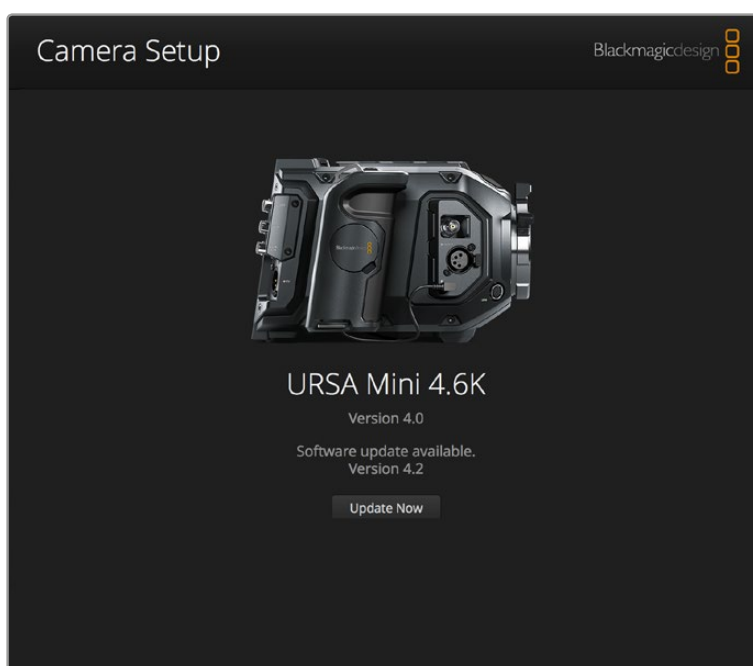 Camera Setup
Blackmagicdesign
URSA Mini 4.6K
Version 4.0
Software update available.
Version 4.2
Update Now